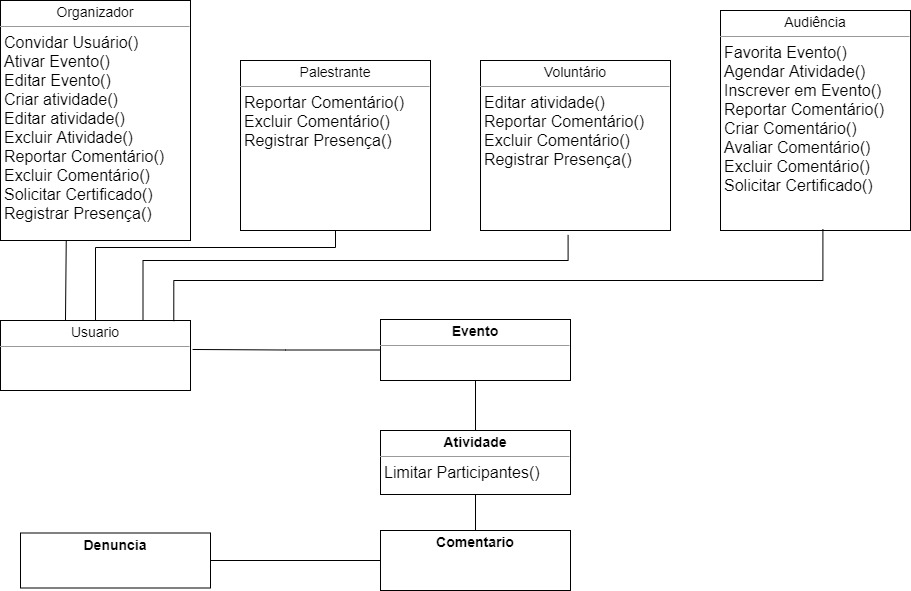 Organizador
Convidar Usuário()
Ativar Evento()
Editar Evento()
Criar atividade()
Editar atividade()
Excluir Atividade()
Reportar Comentário()
Excluir Comentário()
Solicitar Certificado()
Registrar Presença()
Palestrante
Reportar Comentário()
Excluir Comentário()
Registrar Presença()
Voluntário
Editar atividade()
Reportar Comentário()
Excluir Comentário()
Registrar Presença()
Audiência
Favorita Evento()
Agendar Atividade()
Inscrever em Evento()
Reportar Comentário()
Criar Comentário()
Avaliar Comentário()
Excluir Comentário()
Solicitar Certificado()
Usuario
Evento
Atividade
Limitar Participantes()
Denuncia
Comentario